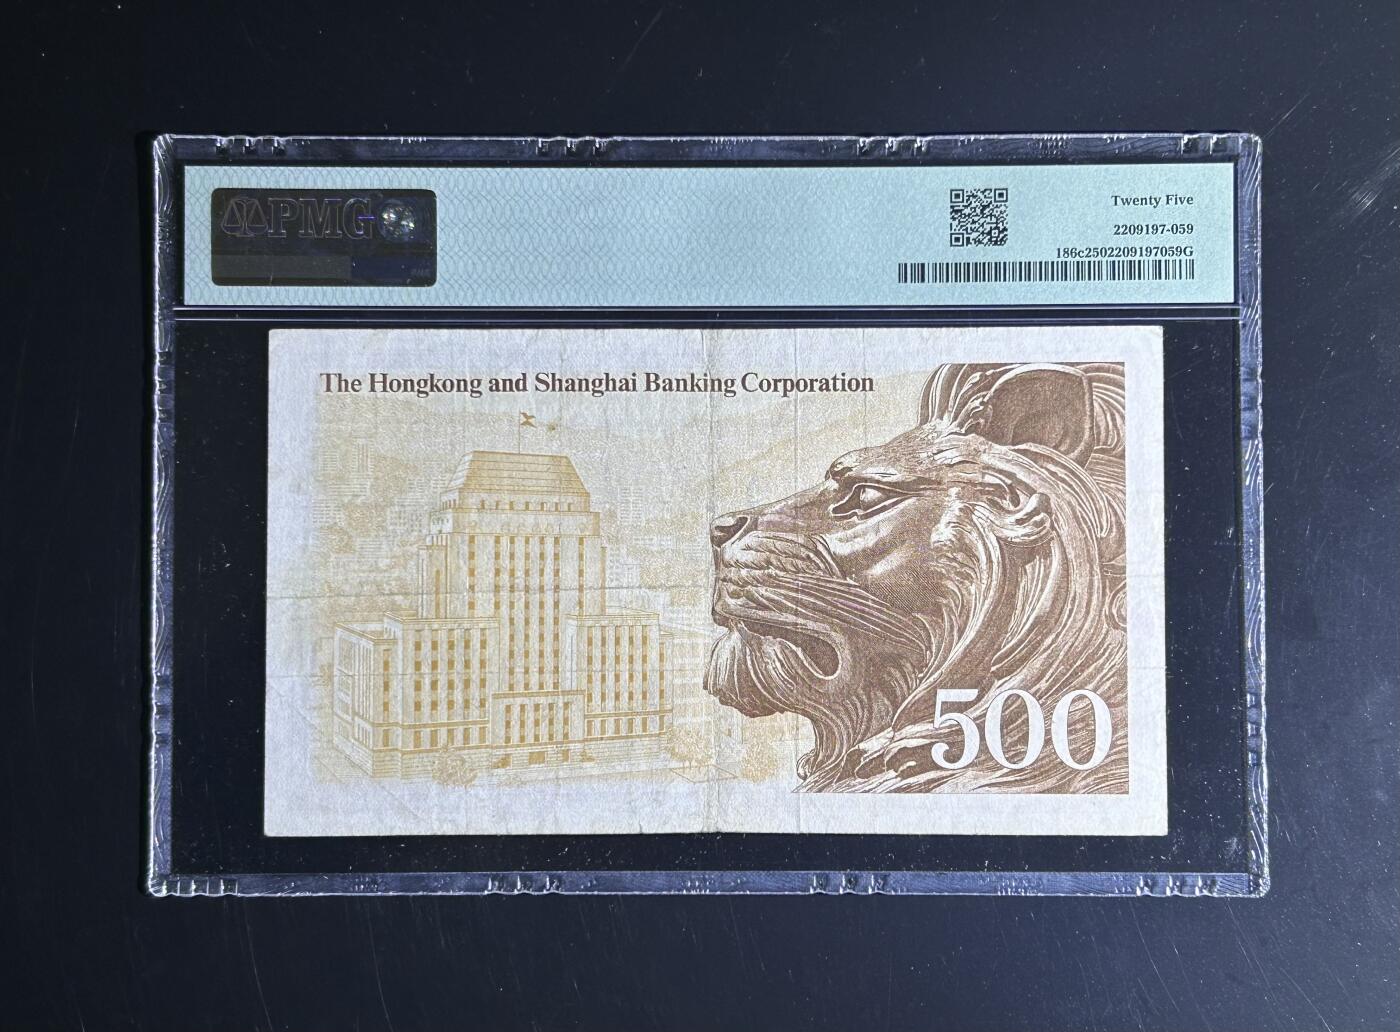 PMG
Twenty Five
2209197-059
186c2502209197059G
The Hongkong and Shanghai Banking Corporation
500